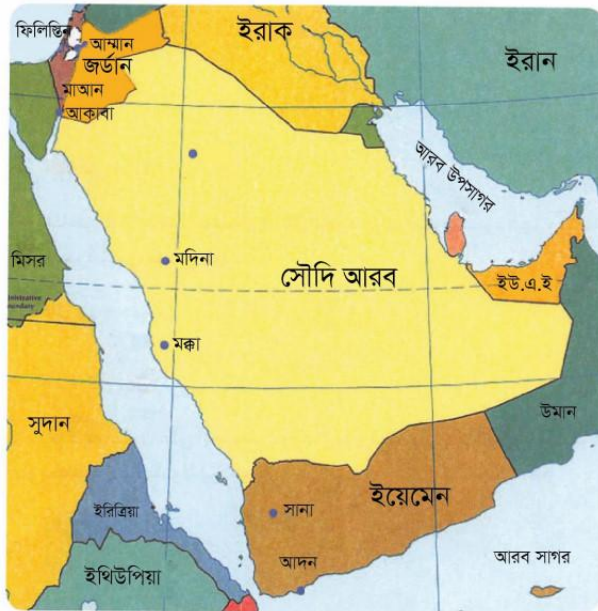 ফিলিস্তিন
আম্মান
জর্ডান
মাআন
আকাবা
ইরাক
ইরান
আরব উপসাগর
মিসর
মদিনা
সৌদি আরব
ইউ.এ.ই
মক্কা
সুদান
উমান
ইয়েমেন
সানা
ইরিত্রিয়া
আদন
আরব সাগর
ইথিউপিয়া